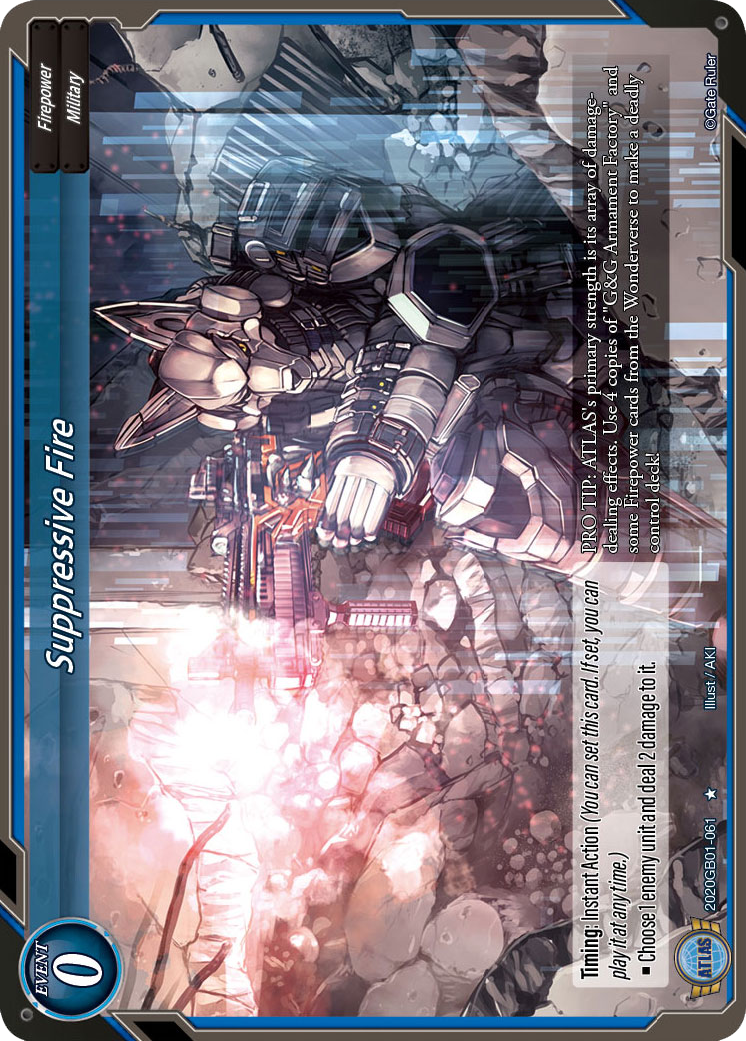 EVENT
0
Suppressive Fire
Firepower
Military
Timing: Instant Action (You can set this card. If set, you can
play it at any time.)
■ Choose 1 enemy unit and deal 2 damage to it.
PRO TIP: ATLAS's primary strength is its array of damage-
dealing effects. Use 4 copies of "G&G Armament Factory" and
some Firepower cards from the Wonderverse to make a deadly
control deck!
ATLAS
2020GB01-061 ★ Illust / AKI ©Gate Ruler